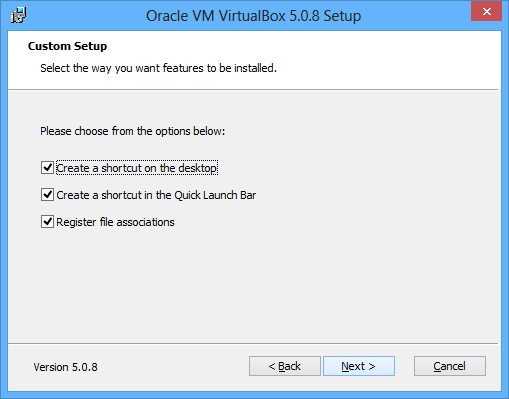 Oracle VM VirtualBox 5.0.8 Setup
Custom Setup
Select the way you want features to be installed.
Please choose from the options below:
Create a shortcut on the desktop
Create a shortcut in the Quick Launch Bar
Register file associations
Version 5.0.8
< Back
Next >
Cancel